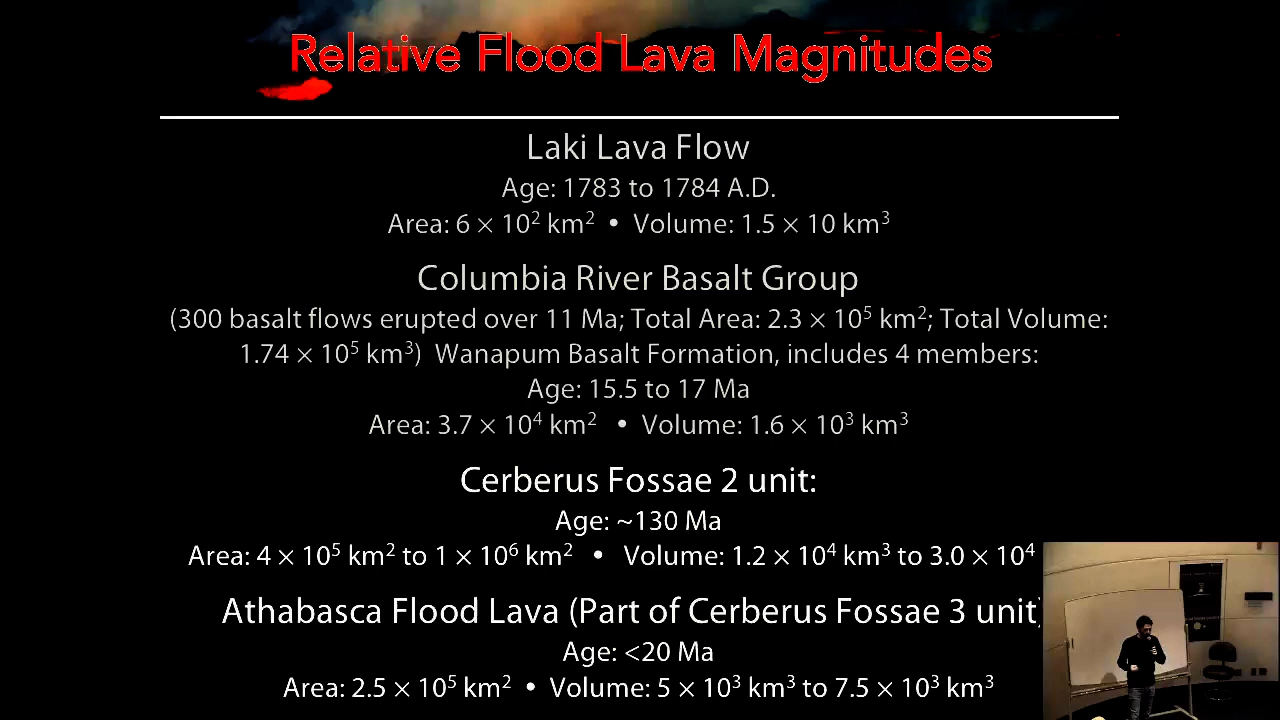 Relative Flood Lava Magnitudes
Laki Lava Flow
Age: 1783 to 1784 A.D.
Area: 6 × 10² km² • Volume: 1.5 × 10 km³
Columbia River Basalt Group
(300 basalt flows erupted over 11 Ma; Total Area: 2.3 × 10⁵ km²; Total Volume:
1.74 × 10⁵ km³) Wanapum Basalt Formation, includes 4 members:
Age: 15.5 to 17 Ma
Area: 3.7 × 10⁴ km² • Volume: 1.6 × 10³ km³
Cerberus Fossae 2 unit:
Age: ~130 Ma
Area: 4 × 10⁵ km² to 1 × 10⁶ km² • Volume: 1.2 × 10⁴ km³ to 3.0 × 10⁴
Athabasca Flood Lava (Part of Cerberus Fossae 3 unit)
Age: <20 Ma
Area: 2.5 × 10⁵ km² • Volume: 5 × 10³ km³ to 7.5 × 10³ km³